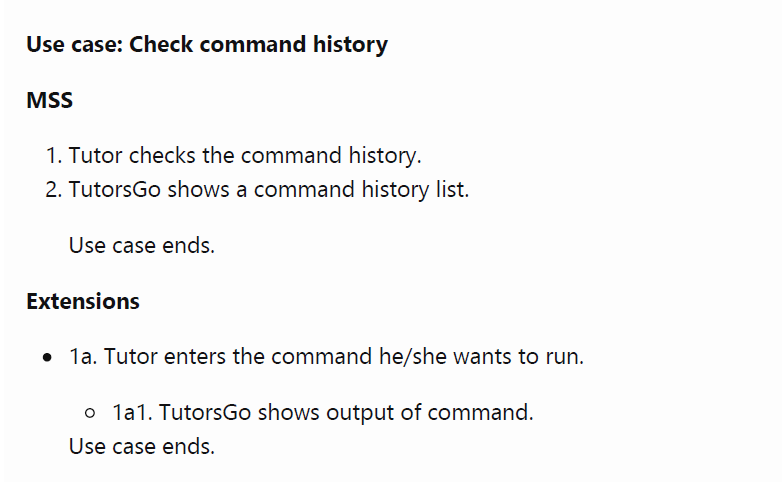 Use case: Check command history
MSS
1. Tutor checks the command history.
2. TutorsGo shows a command history list.
Use case ends.
Extensions
• 1a. Tutor enters the command he/she wants to run.
○ 1a1. TutorsGo shows output of command.
Use case ends.